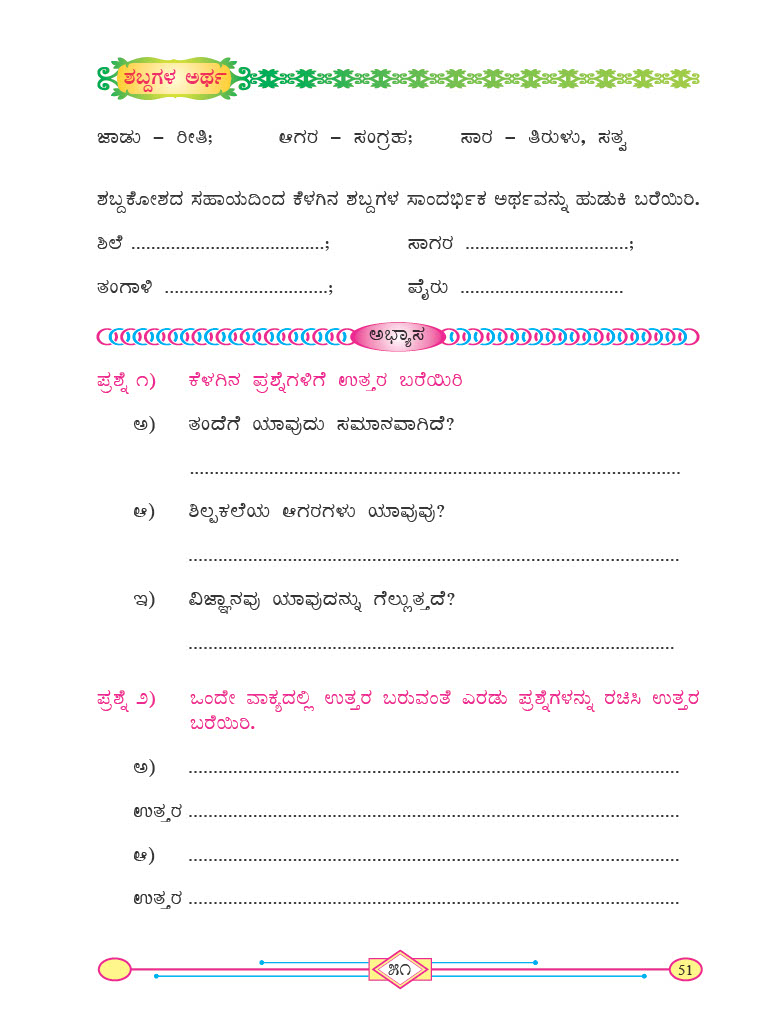 ಶಬ್ದಗಳ ಅರ್ಥ
ಜಾಡು – ರೀತಿ; ಆಗರ – ಸಂಗ್ರಹ; ಸಾರ – ತಿರುಳು, ಸತ್ವ
ಶಬ್ದಕೋಶದ ಸಹಾಯದಿಂದ ಕೆಳಗಿನ ಶಬ್ದಗಳ ಸಾಂದರ್ಭಿಕ ಅರ್ಥವನ್ನು ಹುಡುಕಿ ಬರೆಯಿರಿ.
ಶಿಲೆ .......................................; ಸಾಗರ .................................;
ತಂಗಾಳಿ .................................; ಪೈರು .................................
ಅಭ್ಯಾಸ
ಪ್ರಶ್ನೆ ೧) ಕೆಳಗಿನ ಪ್ರಶ್ನೆಗಳಿಗೆ ಉತ್ತರ ಬರೆಯಿರಿ
ಅ) ತಂದೆಗೆ ಯಾವುದು ಸಮಾನವಾಗಿದೆ?
...................................................................................................
ಆ) ಶಿಲ್ಪಕಲೆಯ ಆಗರಗಳು ಯಾವುವು?
...................................................................................................
ಇ) ವಿಜ್ಞಾನವು ಯಾವುದನ್ನು ಗೆಲ್ಲುತ್ತದೆ?
..................................................................................................
ಪ್ರಶ್ನೆ ೨) ಒಂದೇ ವಾಕ್ಯದಲ್ಲಿ ಉತ್ತರ ಬರುವಂತೆ ಎರಡು ಪ್ರಶ್ನೆಗಳನ್ನು ರಚಿಸಿ ಉತ್ತರ
ಬರೆಯಿರಿ.
ಅ) ...................................................................................................
ಉತ್ತರ ...................................................................................................
ಆ) ...................................................................................................
ಉತ್ತರ ...................................................................................................
೫೧ 51